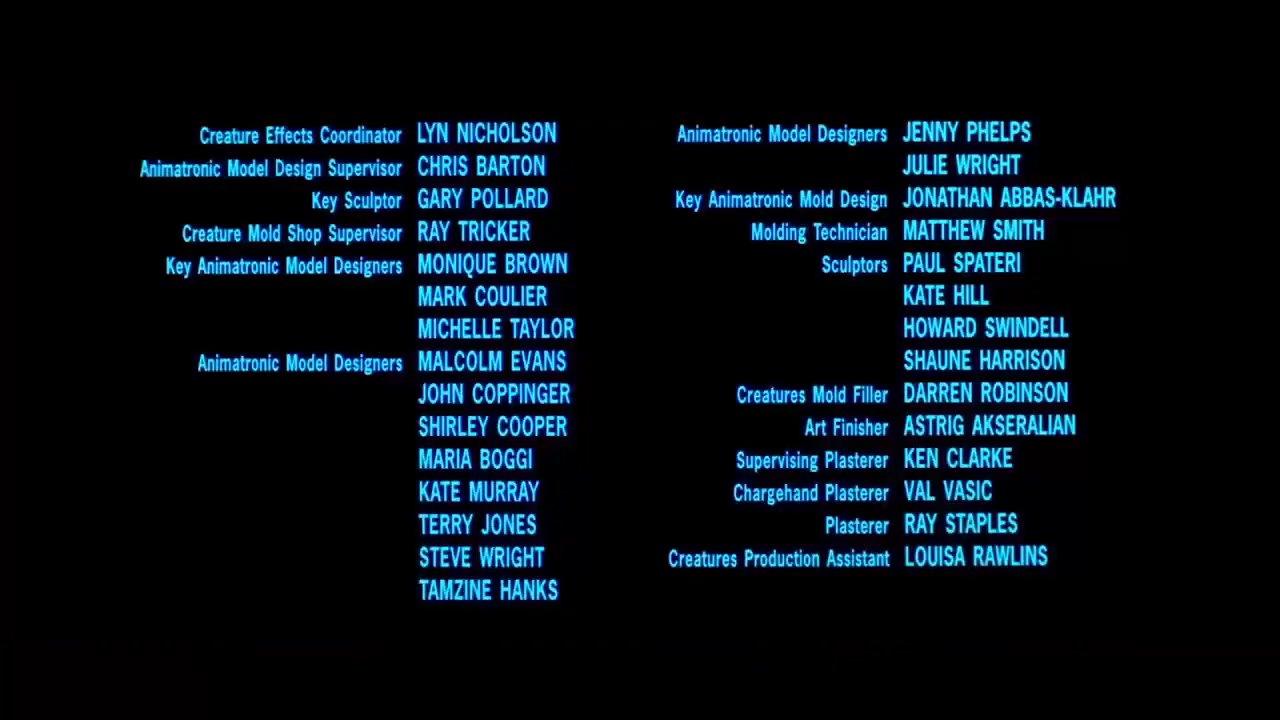 Creature Effects Coordinator LYN NICHOLSON
Animatronic Model Design Supervisor CHRIS BARTON
Key Sculptor GARY POLLARD
Creature Mold Shop Supervisor RAY TRICKER
Key Animatronic Model Designers MONIQUE BROWN
MARK COULIER
MICHELLE TAYLOR
Animatronic Model Designers MALCOLM EVANS
JOHN COPPINGER
SHIRLEY COOPER
MARIA BOGGI
KATE MURRAY
TERRY JONES
STEVE WRIGHT
TAMZINE HANKS
Animatronic Model Designers JENNY PHELPS
JULIE WRIGHT
Key Animatronic Mold Design JONATHAN ABBAS-KLAHR
Molding Technician MATTHEW SMITH
Sculptors PAUL SPATERI
KATE HILL
HOWARD SWINDELL
SHAUNE HARRISON
Creatures Mold Filler DARREN ROBINSON
Art Finisher ASTRIG AKSERALIAN
Supervising Plasterer KEN CLARKE
Chargehand Plasterer VAL VASIC
Plasterer RAY STAPLES
Creatures Production Assistant LOUISA RAWLINS